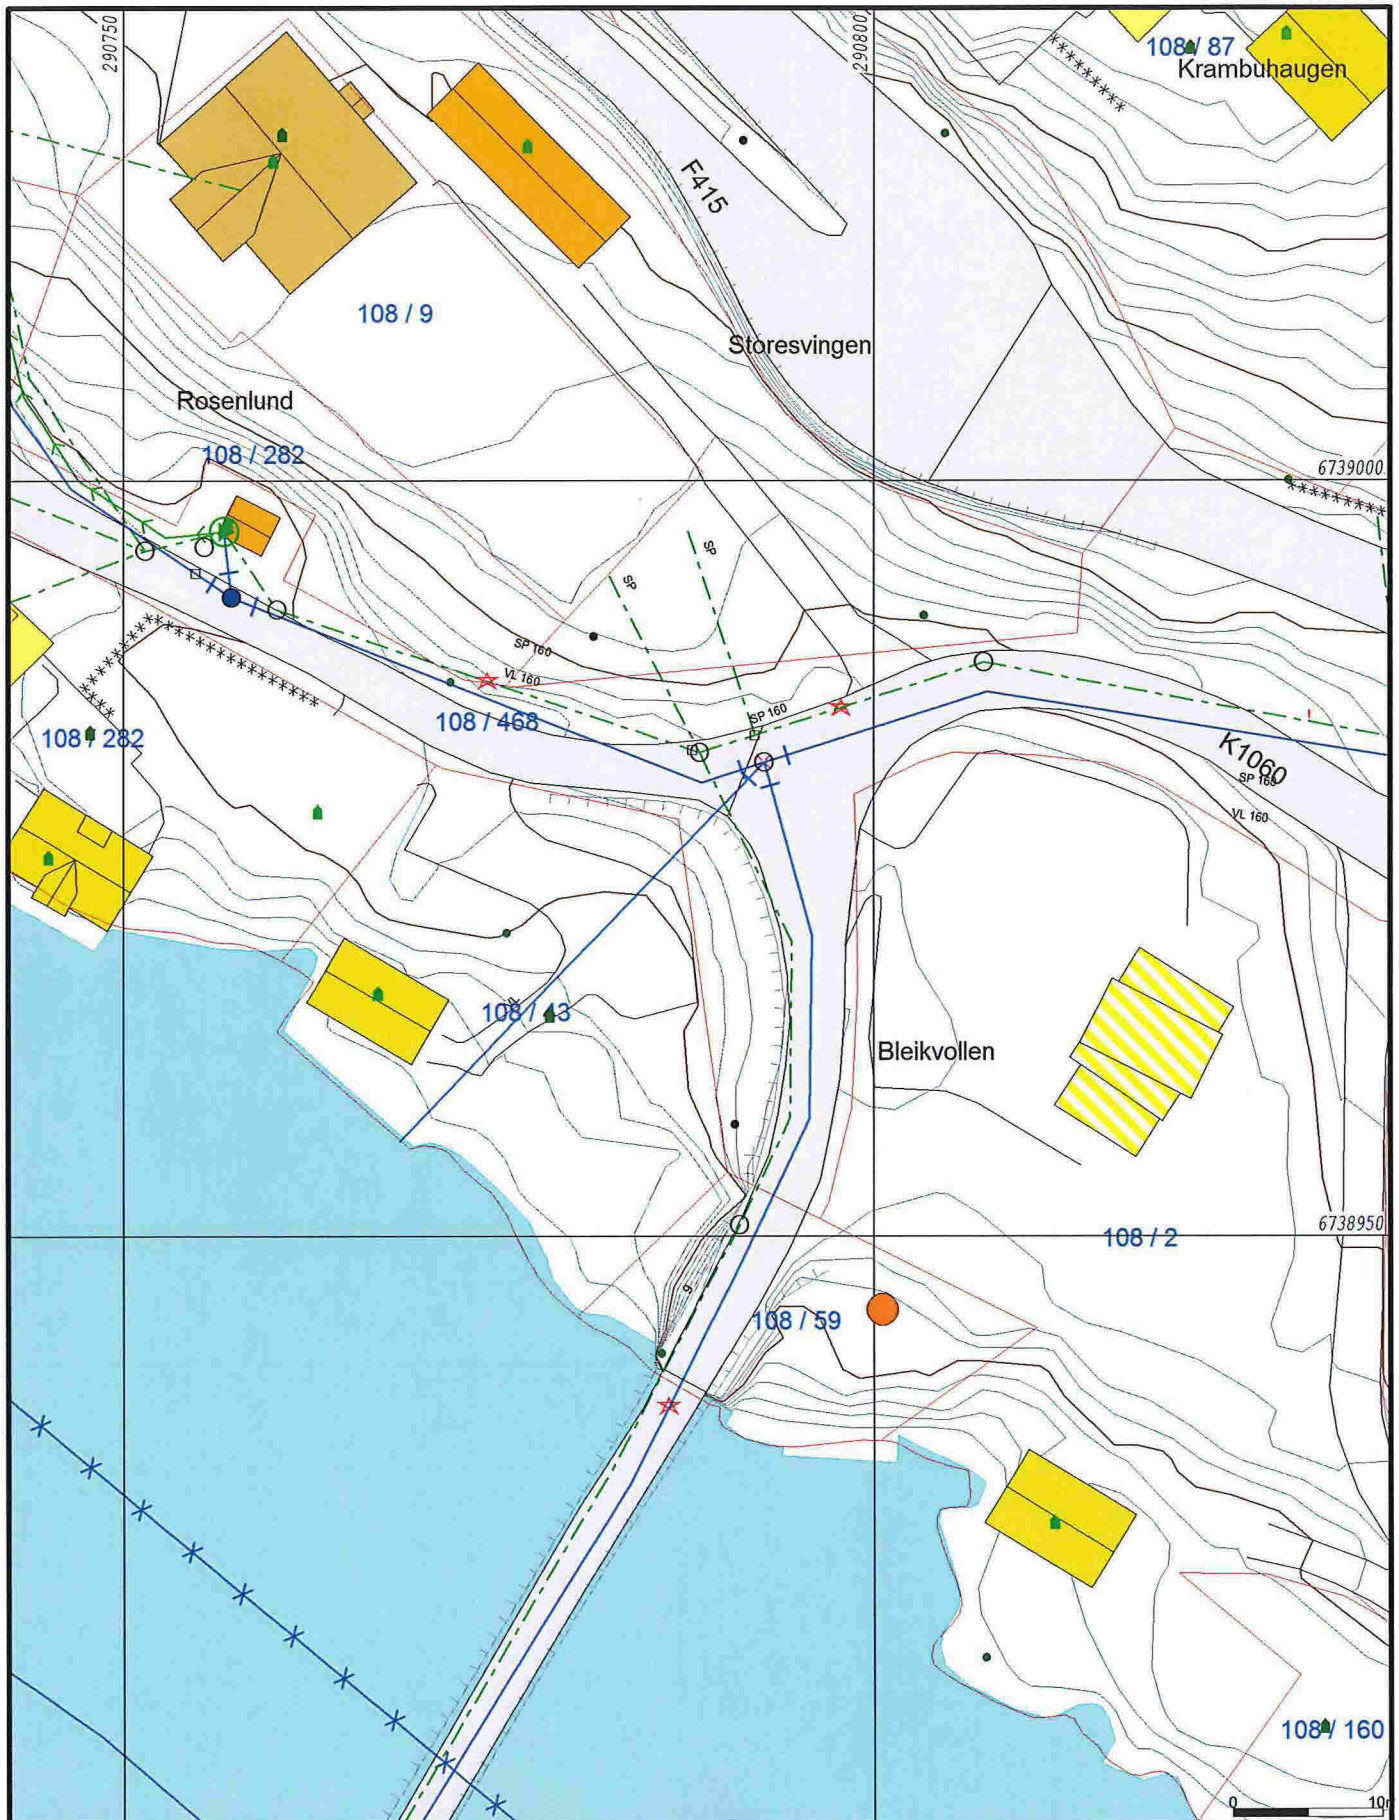 290750
290800
108 / 87
Krambuhaugen
F415
108 / 9
Storesvingen
Rosenlund
108 / 282
6739000
SP
SP
SP 160
VL 160
108 / 468
SP 160
108 / 282
K1060
SP 160
VL 160
108 / 43
Bleikvollen
6738950
108 / 2
108 / 59
108 / 160
0